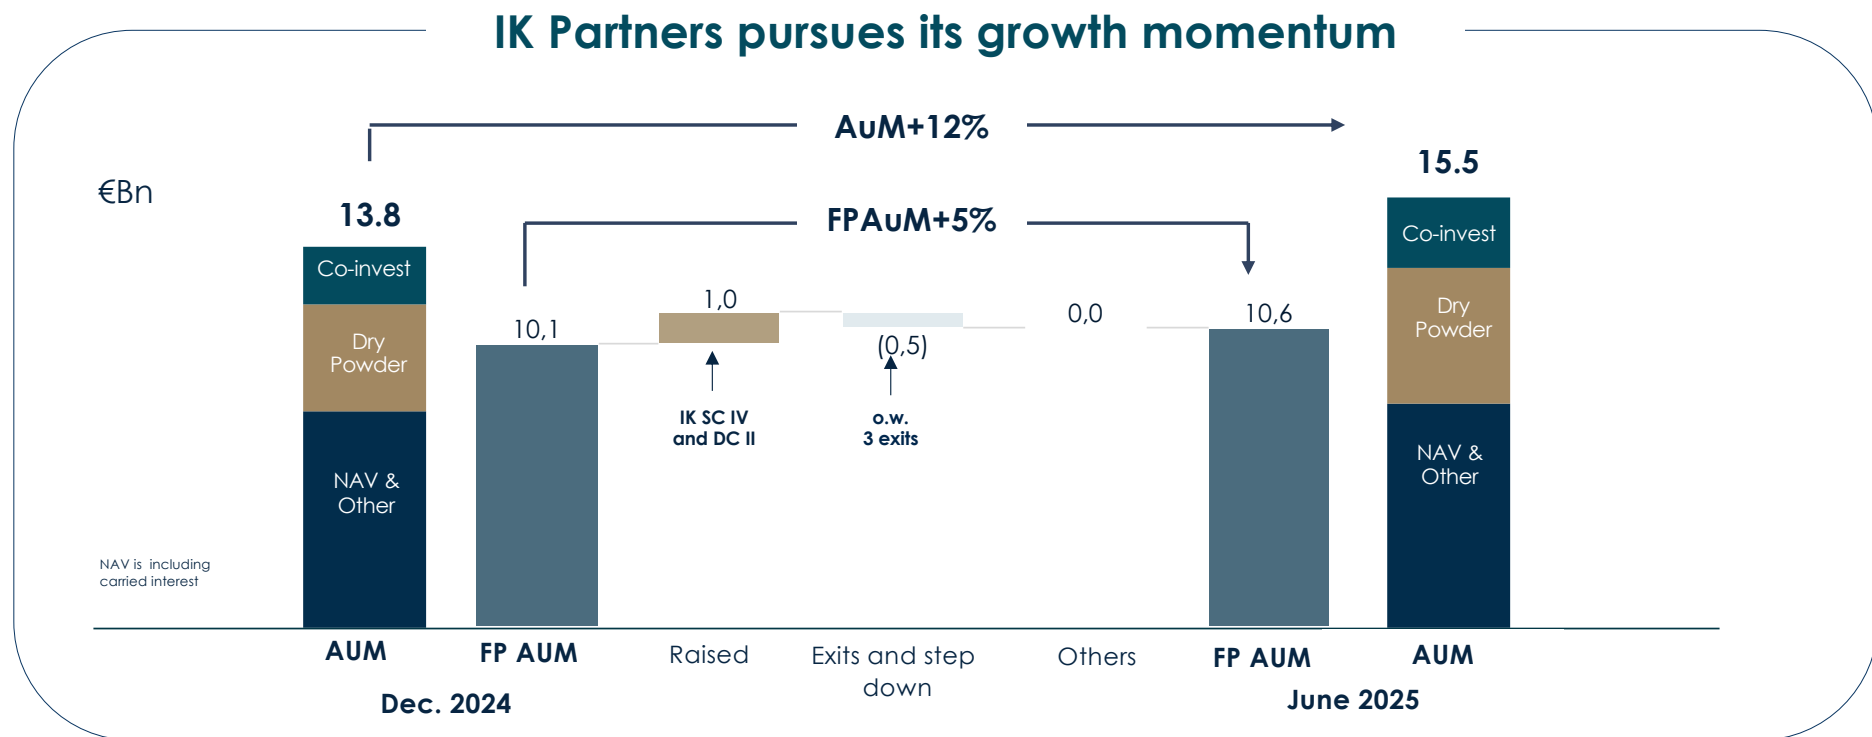 IK Partners pursues its growth momentum
AuM+12%
€Bn
15.5
13.8
FPAuM+5%
Co-invest
Co-invest
10,1
1,0
(0,5)
0,0
10,6
Dry
Powder
Dry
Powder
IK SC IV
and DC II
o.w.
3 exits
NAV &
Other
NAV &
Other
NAV is including
carried interest
AUM
FP AUM
Raised
Exits and step
down
Others
FP AUM
AUM
Dec. 2024
June 2025